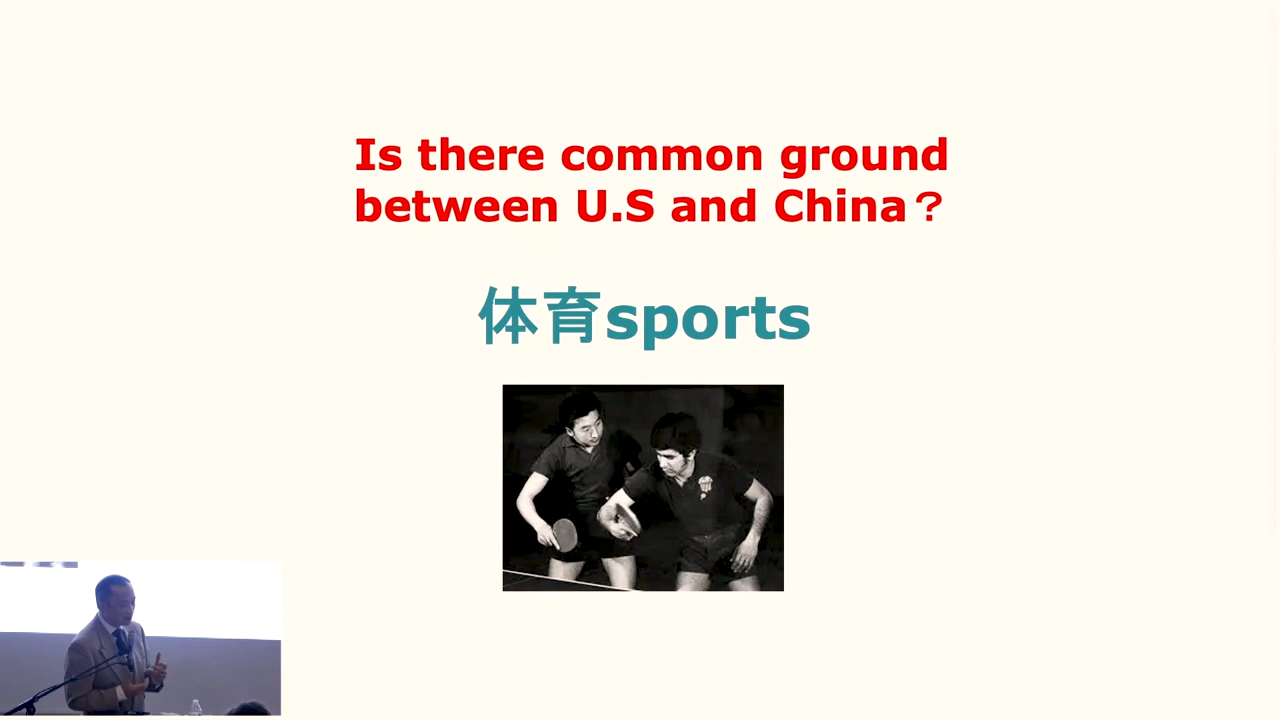 Is there common ground
between U.S and China？
体育sports